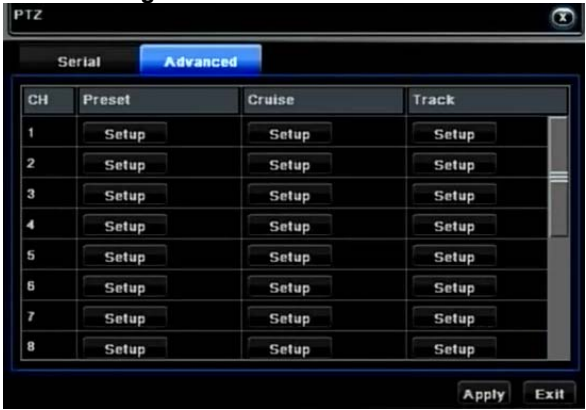 PTZ X
Serial Advanced
CH Preset Cruise Track
1 Setup Setup Setup
2 Setup Setup Setup
3 Setup Setup Setup
4 Setup Setup Setup
5 Setup Setup Setup
6 Setup Setup Setup
7 Setup Setup Setup
8 Setup Setup Setup
Apply Exit